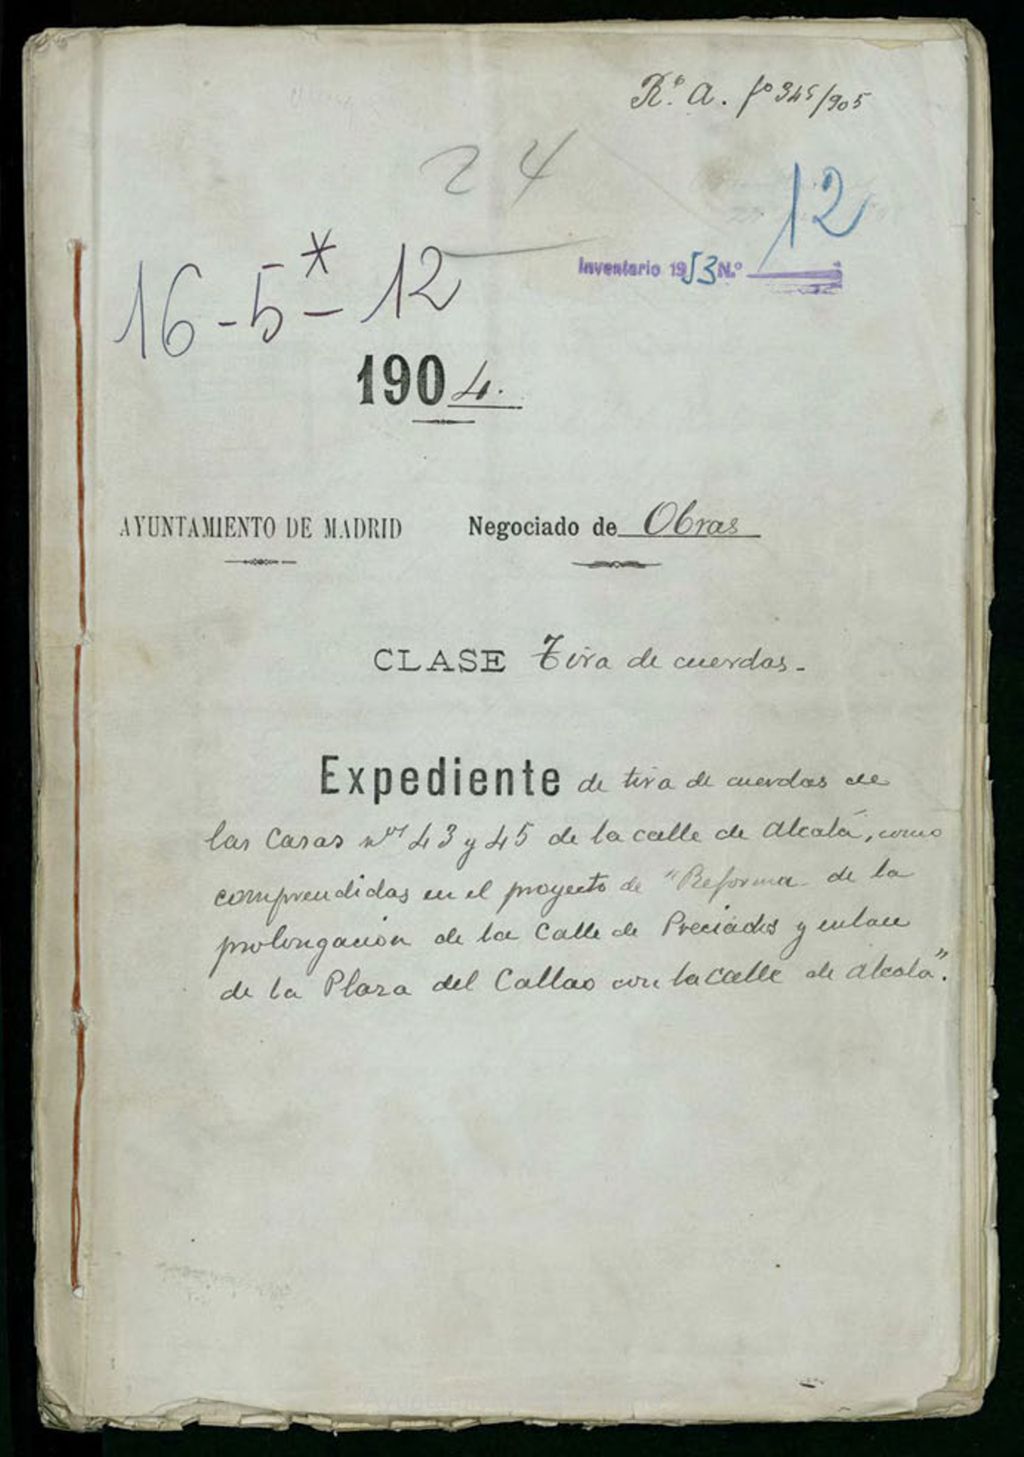 Rº. A. fº 345/905
24
12
Inventario 1953 N.º
16-5*-12
1904.
AYUNTAMIENTO DE MADRID Negociado de Obras
CLASE Tira de cuerdas-
Expediente de tira de cuerdas de
las Casas nos 43 y 45 de la calle de Alcalá, como
comprendidas en el proyecto de "Reforma de la
prolongación de la Calle de Preciados y enlace
de la Plaza del Callao con la calle de Alcalá".